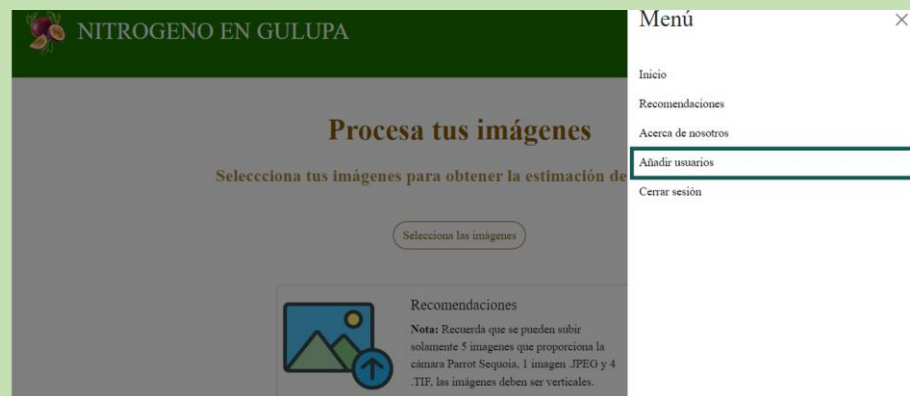 NITROGENO EN GULUPA
Procesa tus imágenes
Seleccciona tus imágenes para obtener la estimación de
Selecciona las imágenes
Recomendaciones
Nota: Recuerda que se pueden subir
solamente 5 imagenes que proporciona la
cámara Parrot Sequoia, 1 imagen .JPEG y 4
.TIF, las imágenes deben ser verticales.
Menú
Inicio
Recomendaciones
Acerca de nosotros
Añadir usuarios
Cerrar sesión